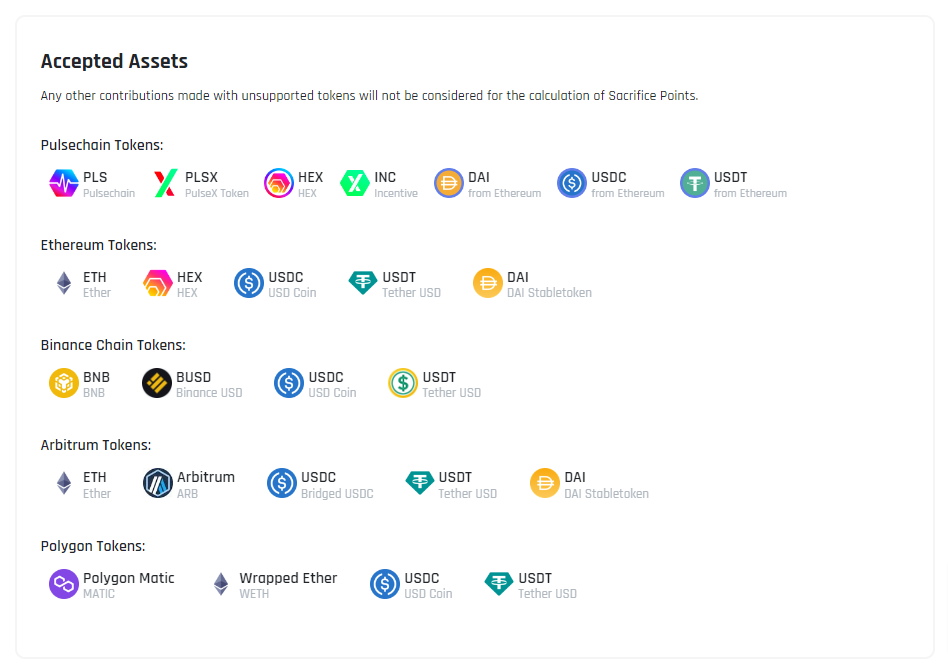 Accepted Assets
Any other contributions made with unsupported tokens will not be considered for the calculation of Sacrifice Points.
Pulsechain Tokens:
PLS PLSX HEX INC DAI USDC USDT
Pulsechain PulseX Token HEX Incentive from Ethereum from Ethereum from Ethereum
Ethereum Tokens:
ETH HEX USDC USDT DAI
Ether HEX USD Coin Tether USD DAI Stabletoken
Binance Chain Tokens:
BNB BUSD USDC USDT
BNB Binance USD USD Coin Tether USD
Arbitrum Tokens:
ETH Arbitrum USDC USDT DAI
Ether ARB Bridged USDC Tether USD DAI Stabletoken
Polygon Tokens:
Polygon Matic Wrapped Ether USDC USDT
MATIC WETH USD Coin Tether USD